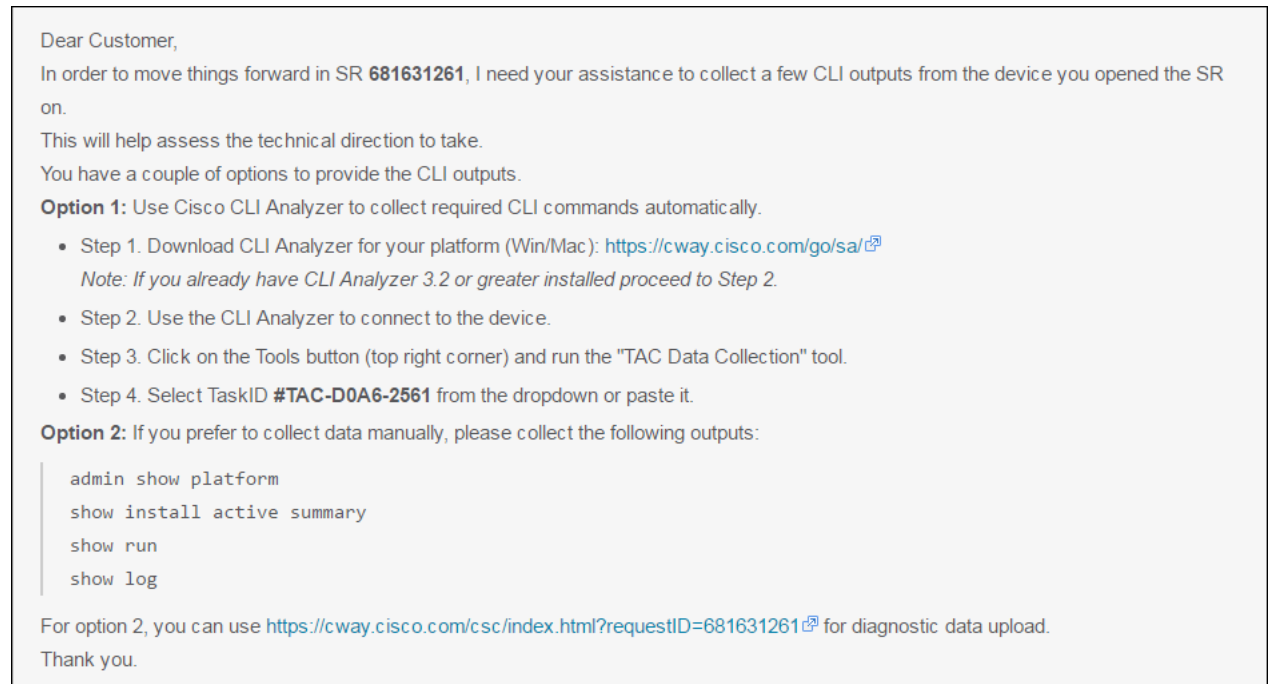 Dear Customer,
In order to move things forward in SR 681631261, I need your assistance to collect a few CLI outputs from the device you opened the SR
on.
This will help assess the technical direction to take.
You have a couple of options to provide the CLI outputs.
Option 1: Use Cisco CLI Analyzer to collect required CLI commands automatically.
• Step 1. Download CLI Analyzer for your platform (Win/Mac): https://cway.cisco.com/go/sa/
Note: If you already have CLI Analyzer 3.2 or greater installed proceed to Step 2.
• Step 2. Use the CLI Analyzer to connect to the device.
• Step 3. Click on the Tools button (top right corner) and run the "TAC Data Collection" tool.
• Step 4. Select TaskID #TAC-D0A6-2561 from the dropdown or paste it.
Option 2: If you prefer to collect data manually, please collect the following outputs:
admin show platform
show install active summary
show run
show log
For option 2, you can use https://cway.cisco.com/csc/index.html?requestID=681631261 for diagnostic data upload.
Thank you.